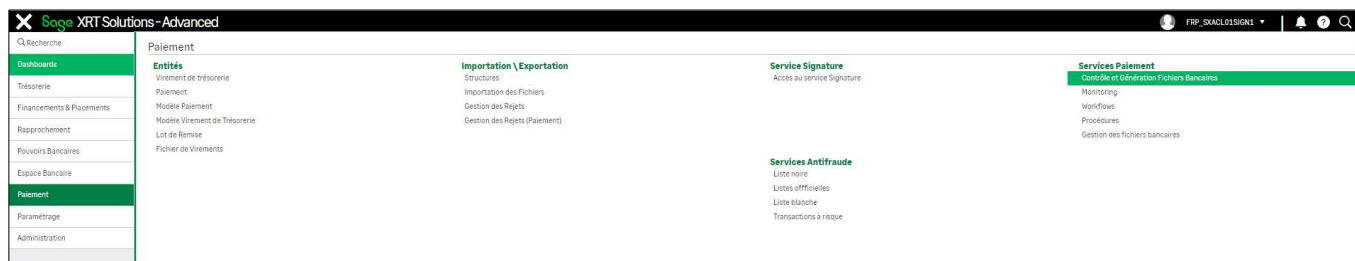 Sage XRT Solutions - Advanced
FRP_SXACL01SIGN1
Recherche
Dashboards
Trésorerie
Financements & Placements
Rapprochement
Pouvoirs Bancaires
Espace Bancaire
Paiement
Paramétrage
Administration
Paiement
Entités
Virement de trésorerie
Paiement
Modèle Paiement
Modèle Virement de Trésorerie
Lot de Remise
Fichier de Virements
Importation \ Exportation
Structures
Importation des Fichiers
Gestion des Rejets
Gestion des Rejets (Paiement)
Service Signature
Accès au service Signature
Services Antifraude
Liste noire
Listes offficielles
Liste blanche
Transactions à risque
Services Paiement
Contrôle et Génération Fichiers Bancaires
Monitoring
Workflows
Procédures
Gestion des fichiers bancaires